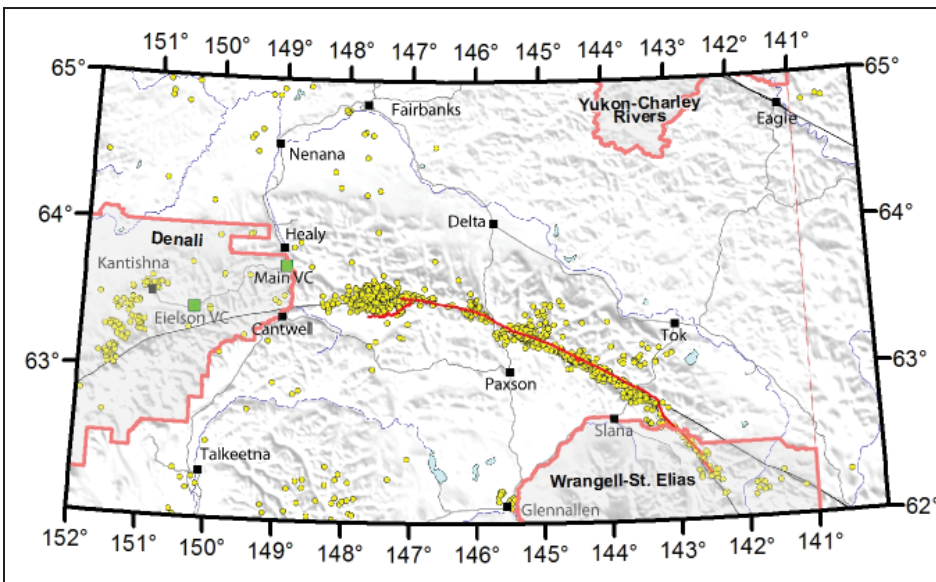 151° 150° 149° 148° 147° 146° 145° 144° 143° 142° 141°
65° 65°
Fairbanks
Yukon-Charley
Rivers
Eagle
Nenana
64° 64°
Delta
Healy
Denali
Kantishna
Main VC
Eielson VC
Cantwell
Tok
63° 63°
Paxson
Slana
Talkeetna
Wrangell-St. Elias
Glennallen
62° 62°
152° 151° 150° 149° 148° 147° 146° 145° 144° 143° 142° 141°